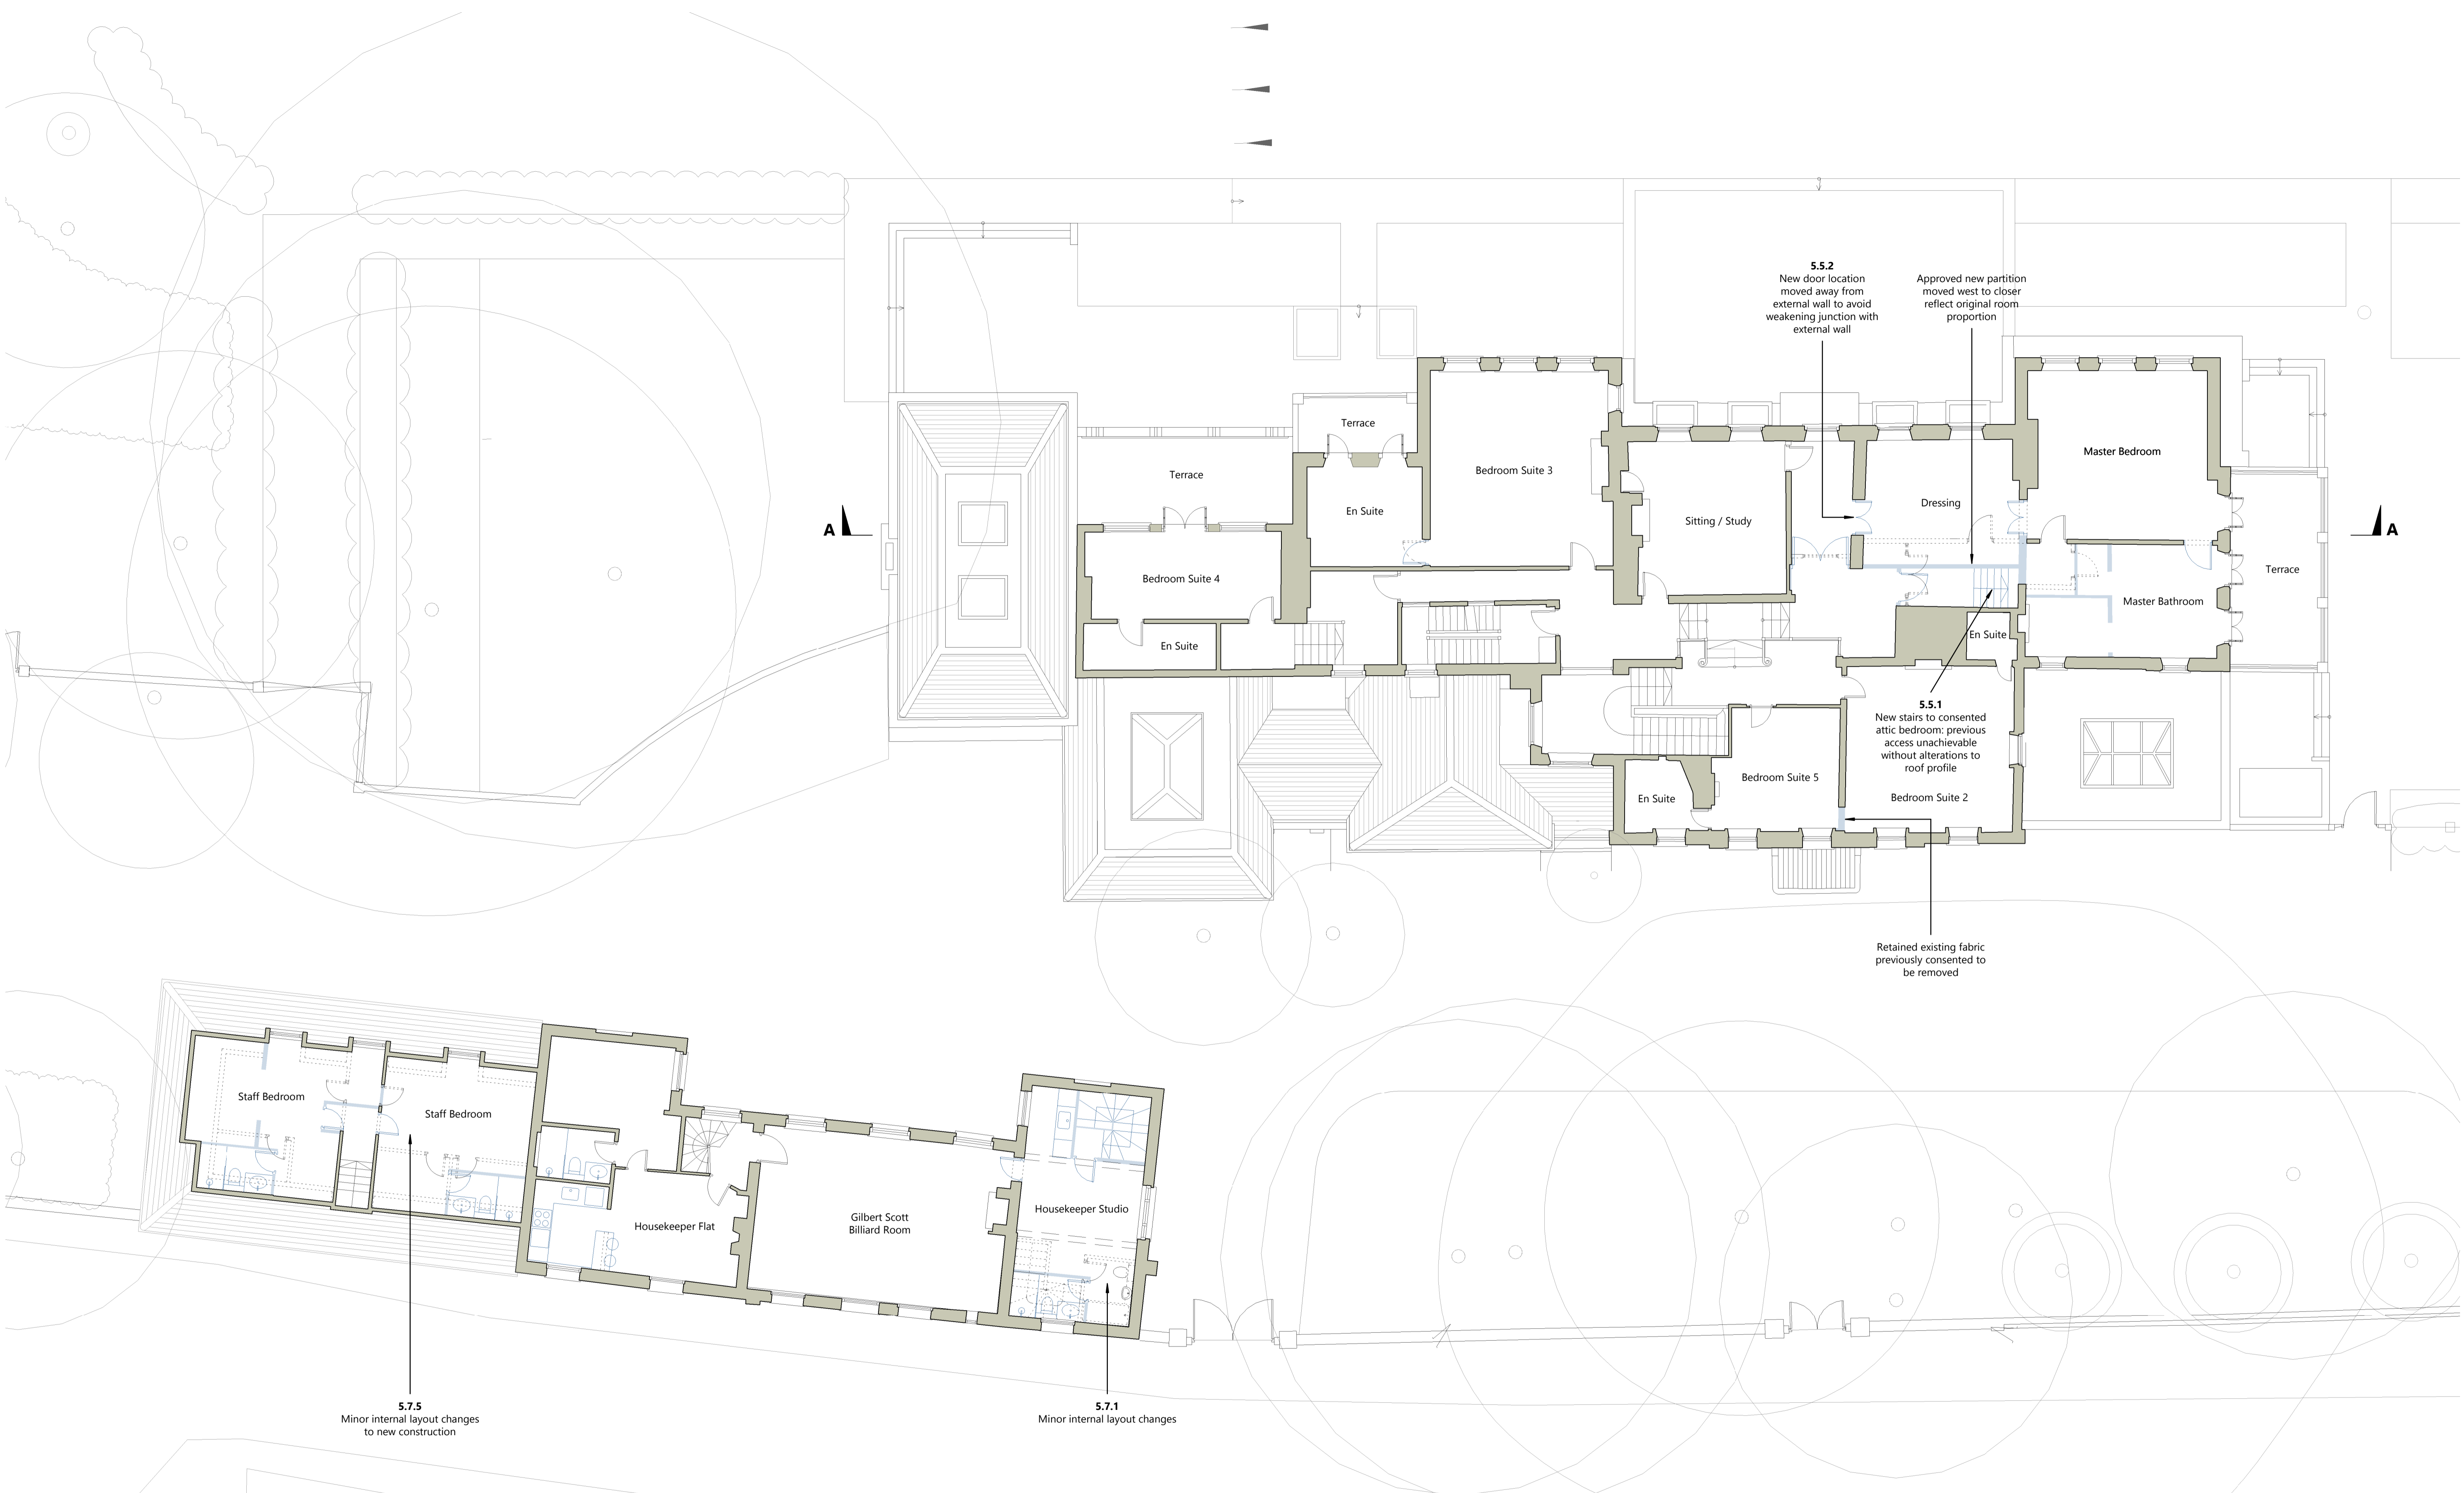 5.5.2
New door location
moved away from
external wall to avoid
weakening junction with
external wall
Approved new partition
moved west to closer
reflect original room
proportion
Terrace
Terrace
En Suite
Bedroom Suite 3
Sitting / Study
Dressing
Master Bedroom
A
A
Bedroom Suite 4
En Suite
Terrace
Master Bathroom
En Suite
5.5.1
New stairs to consented
attic bedroom: previous
access unachievable
without alterations to
roof profile
Bedroom Suite 5
En Suite
Bedroom Suite 2
Retained existing fabric
previously consented to
be removed
Staff Bedroom
Staff Bedroom
Housekeeper Flat
Gilbert Scott
Billiard Room
Housekeeper Studio
5.7.5
Minor internal layout changes
to new construction
5.7.1
Minor internal layout changes